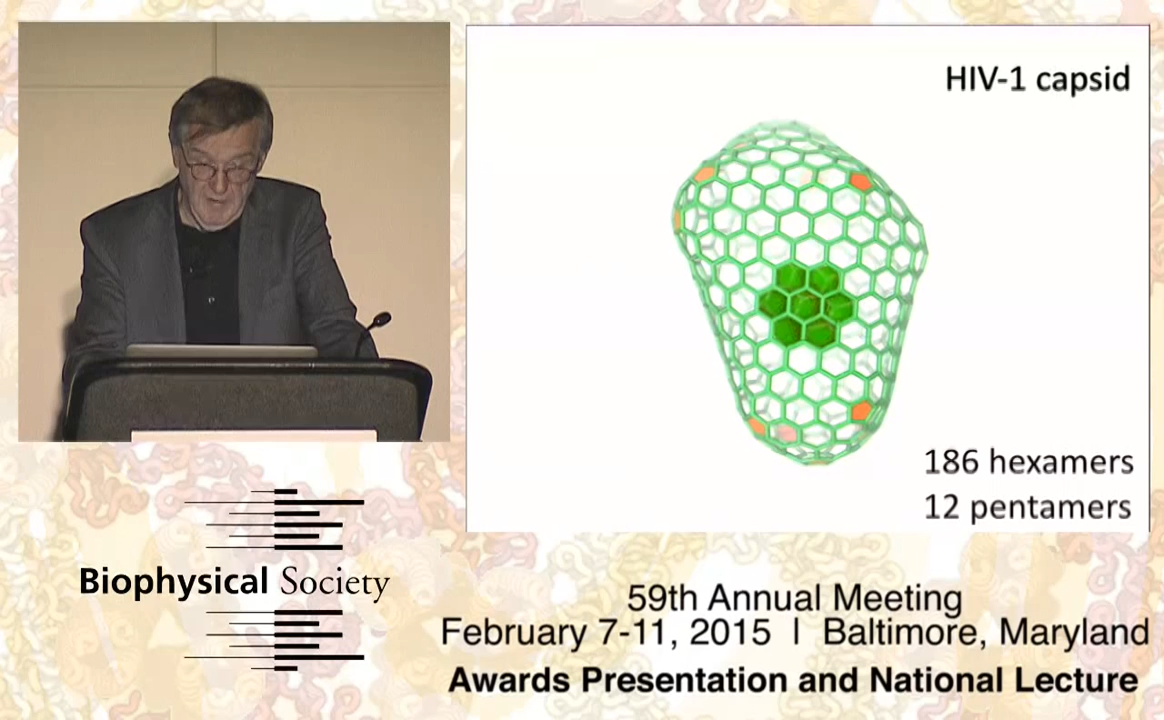 HIV-1 capsid
186 hexamers
12 pentamers
Biophysical Society
59th Annual Meeting
February 7-11, 2015 | Baltimore, Maryland
Awards Presentation and National Lecture